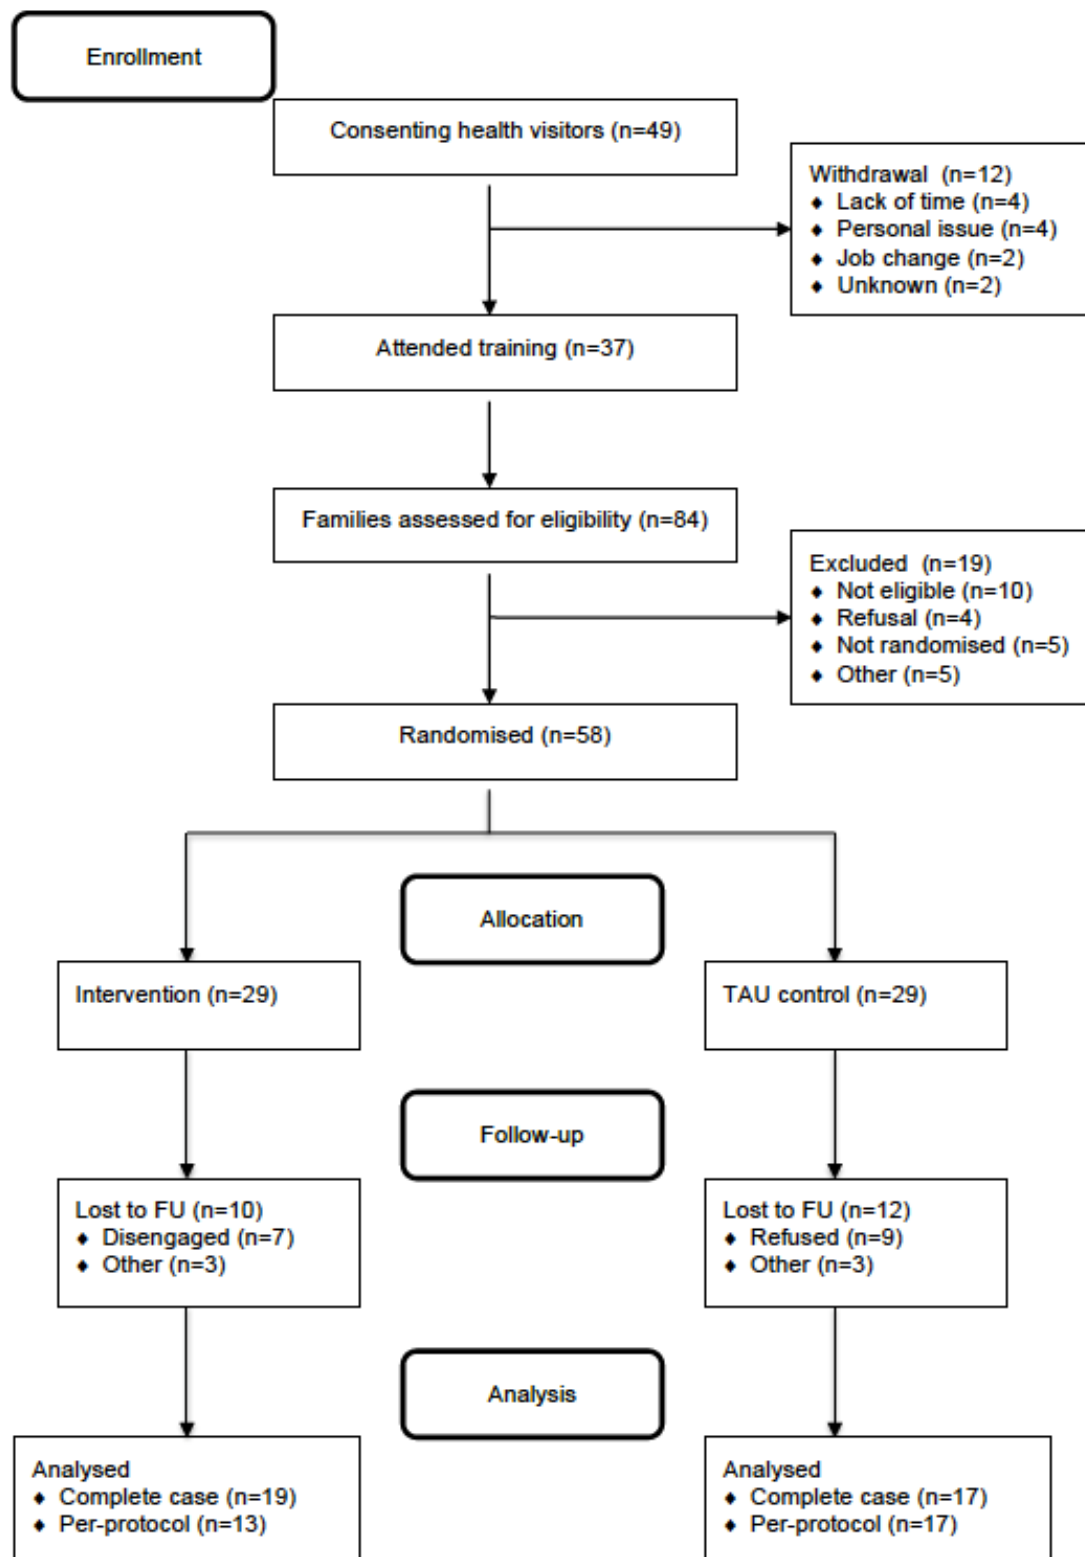 Enrollment
Consenting health visitors (n=49)
Withdrawal (n=12)
♦ Lack of time (n=4)
♦ Personal issue (n=4)
♦ Job change (n=2)
♦ Unknown (n=2)
Attended training (n=37)
Families assessed for eligibility (n=84)
Excluded (n=19)
♦ Not eligible (n=10)
♦ Refusal (n=4)
♦ Not randomised (n=5)
♦ Other (n=5)
Randomised (n=58)
Allocation
Intervention (n=29)
TAU control (n=29)
Follow-up
Lost to FU (n=10)
♦ Disengaged (n=7)
♦ Other (n=3)
Lost to FU (n=12)
♦ Refused (n=9)
♦ Other (n=3)
Analysis
Analysed
♦ Complete case (n=19)
♦ Per-protocol (n=13)
Analysed
♦ Complete case (n=17)
♦ Per-protocol (n=17)